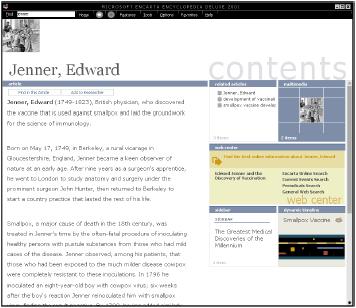 MICROSOFT ENCARTA ENCYCLOPEDIA DELUXE 2001
Find Home Features Tools Options Favorites Help
Jenner, Edward
contents
article
Find in this Article Add to Researcher
Jenner, Edward (1749-1823), British physician, who discovered
the vaccine that is used against smallpox and laid the groundwork
for the science of immunology.
Born on May 17, 1749, in Berkeley, a rural vicarage in
Gloucestershire, England, Jenner became a keen observer of
nature at an early age. After nine years as a surgeon's apprentice,
he went to London to study anatomy and surgery under the
prominent surgeon John Hunter, then returned to Berkeley to
start a country practice that lasted the rest of his life.
Smallpox, a major cause of death in the 18th century, was
treated in Jenner's time by the often-fatal procedure of inoculating
healthy persons with pustule substances from those who had mild
cases of the disease. Jenner observed, among his patients, that
those who had been exposed to the much milder disease cowpox
were completely resistant to these inoculations. In 1796 he
inoculated an eight-year-old boy with cowpox virus; six weeks
after the boy's reaction Jenner reinoculated him with smallpox
related articles
Jenner, Edward
development of vaccinati
smallpox vaccine develo
3 items
multimedia
2 items
web center
Find the best online information about Jenner, Edward
Edward Jenner and the
Discovery of Vaccination
Encarta Online Search
Current Events Search
Periodicals Search
General Web Search
web center
sidebar
SIDEBAR
The Greatest Medical
Discoveries of the
Millennium
3 items
dynamic timeline
Smallpox Vaccine